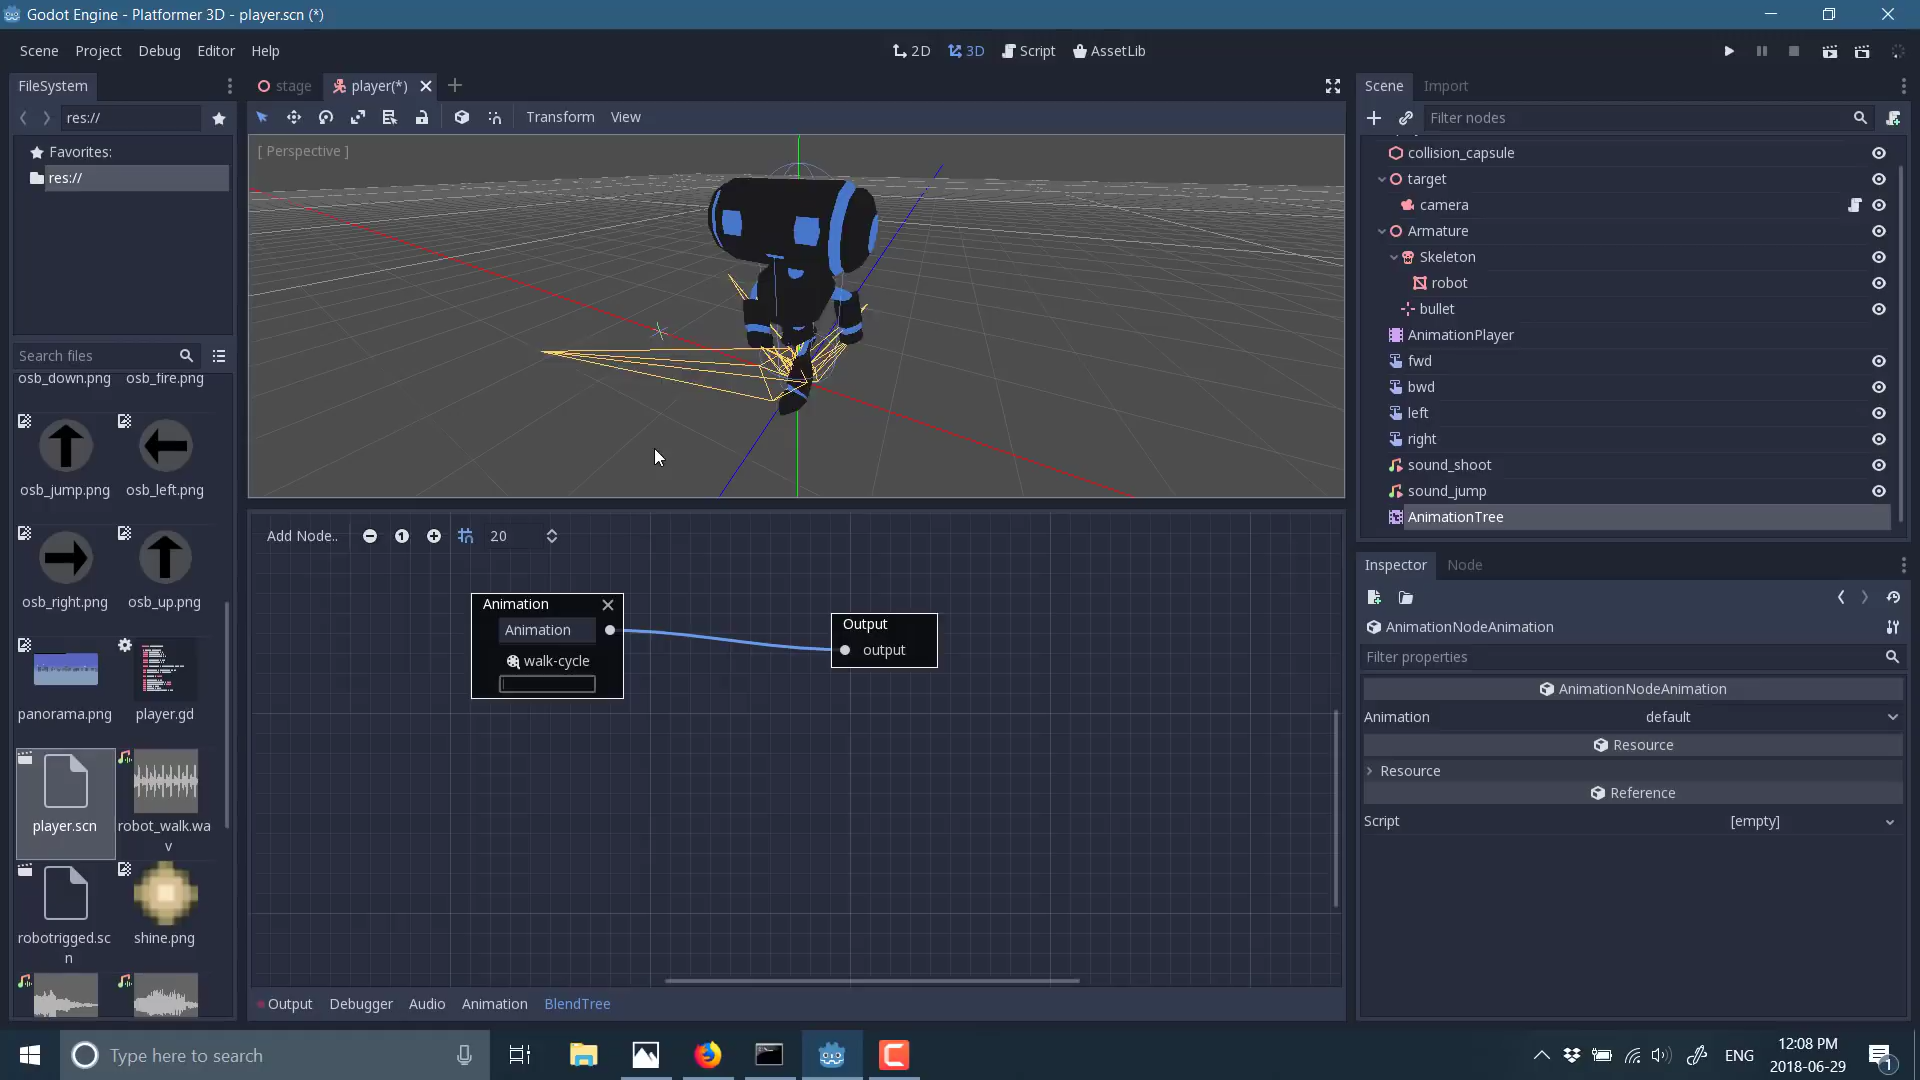 Godot Engine - Platformer 3D - player.scn (*)
Scene Project Debug Editor Help
2D 3D Script AssetLib
FileSystem
res://
Favorites:
res://
Search files
osb_down.png osb_fire.png
osb_jump.png osb_left.png
osb_right.png osb_up.png
panorama.png player.gd
player.scn robot_walk.wa
v
robotrigged.sc shine.png
n
stage player(*)
Transform View
[ Perspective ]
Add Node.. 1 20
Animation
Animation
walk-cycle
Output
output
Output Debugger Audio Animation BlendTree
Scene Import
Filter nodes
collision_capsule
target
camera
Armature
Skeleton
robot
bullet
AnimationPlayer
fwd
bwd
left
right
sound_shoot
sound_jump
AnimationTree
Inspector Node
AnimationNodeAnimation
Filter properties
AnimationNodeAnimation
Animation default
Resource
Resource
Reference
Script [empty]
Type here to search
ENG
12:08 PM
2018-06-29
1